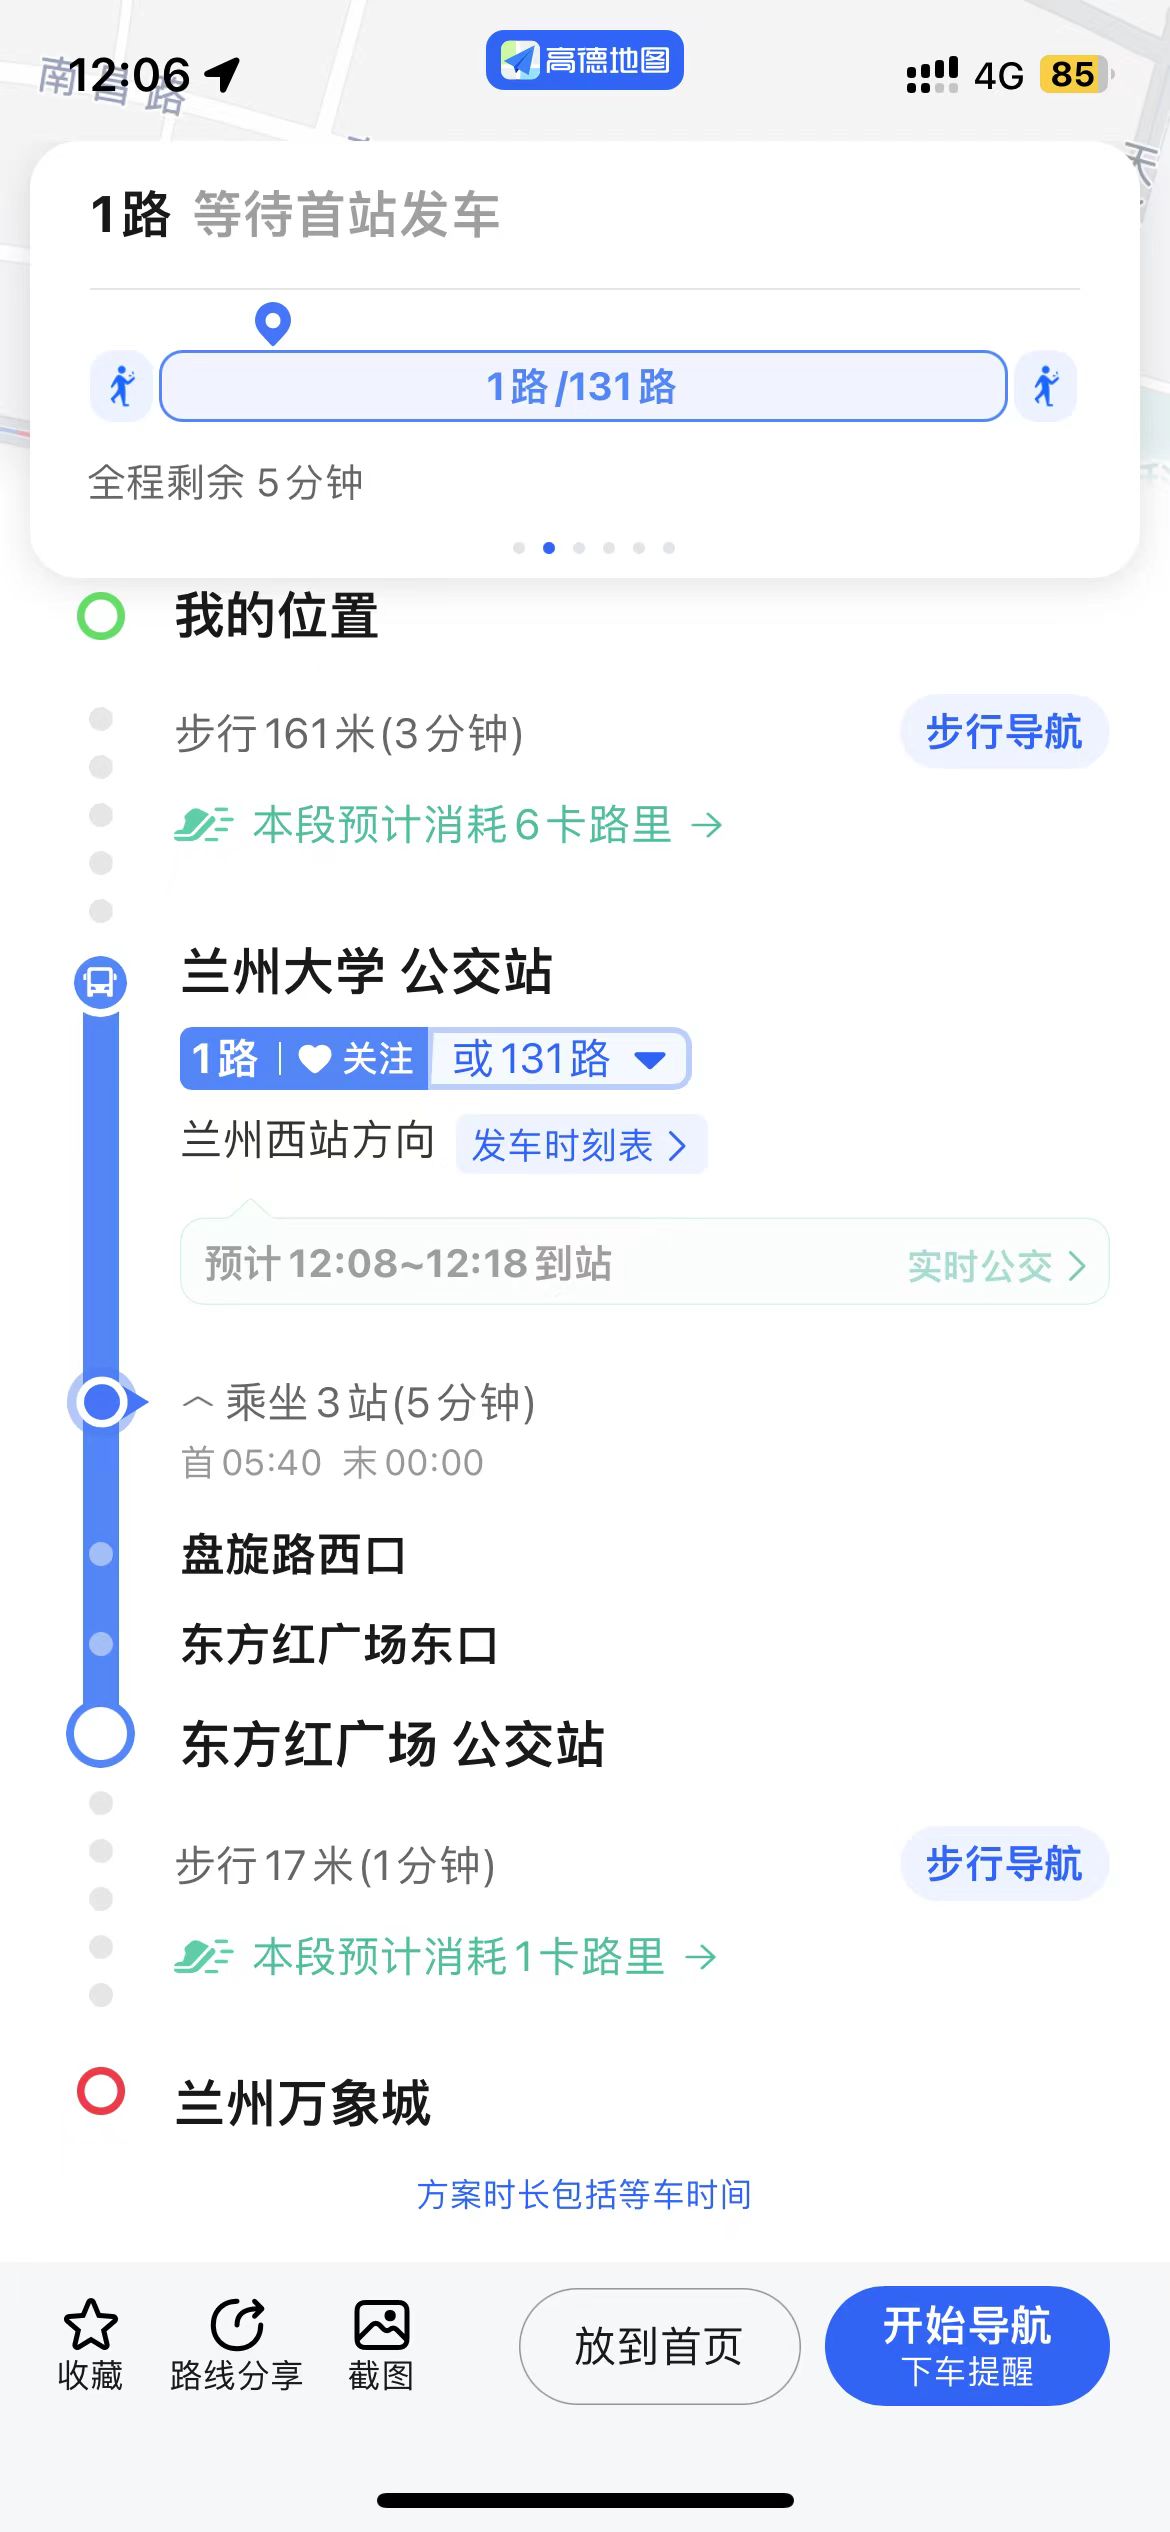 南昌路
12:06
高德地图
4G 85
天
1路 等待首站发车
1路/131路
全程剩余 5分钟
我的位置
步行161米(3分钟)
步行导航
本段预计消耗6卡路里
兰州大学 公交站
1路 关注 或131路
兰州西站方向 发车时刻表
预计12:08~12:18到站 实时公交
乘坐3站(5分钟)
首05:40 末00:00
盘旋路西口
东方红广场东口
东方红广场 公交站
步行17米(1分钟)
步行导航
本段预计消耗1卡路里
兰州万象城
方案时长包括等车时间
收藏 路线分享 截图
放到首页
开始导航
下车提醒